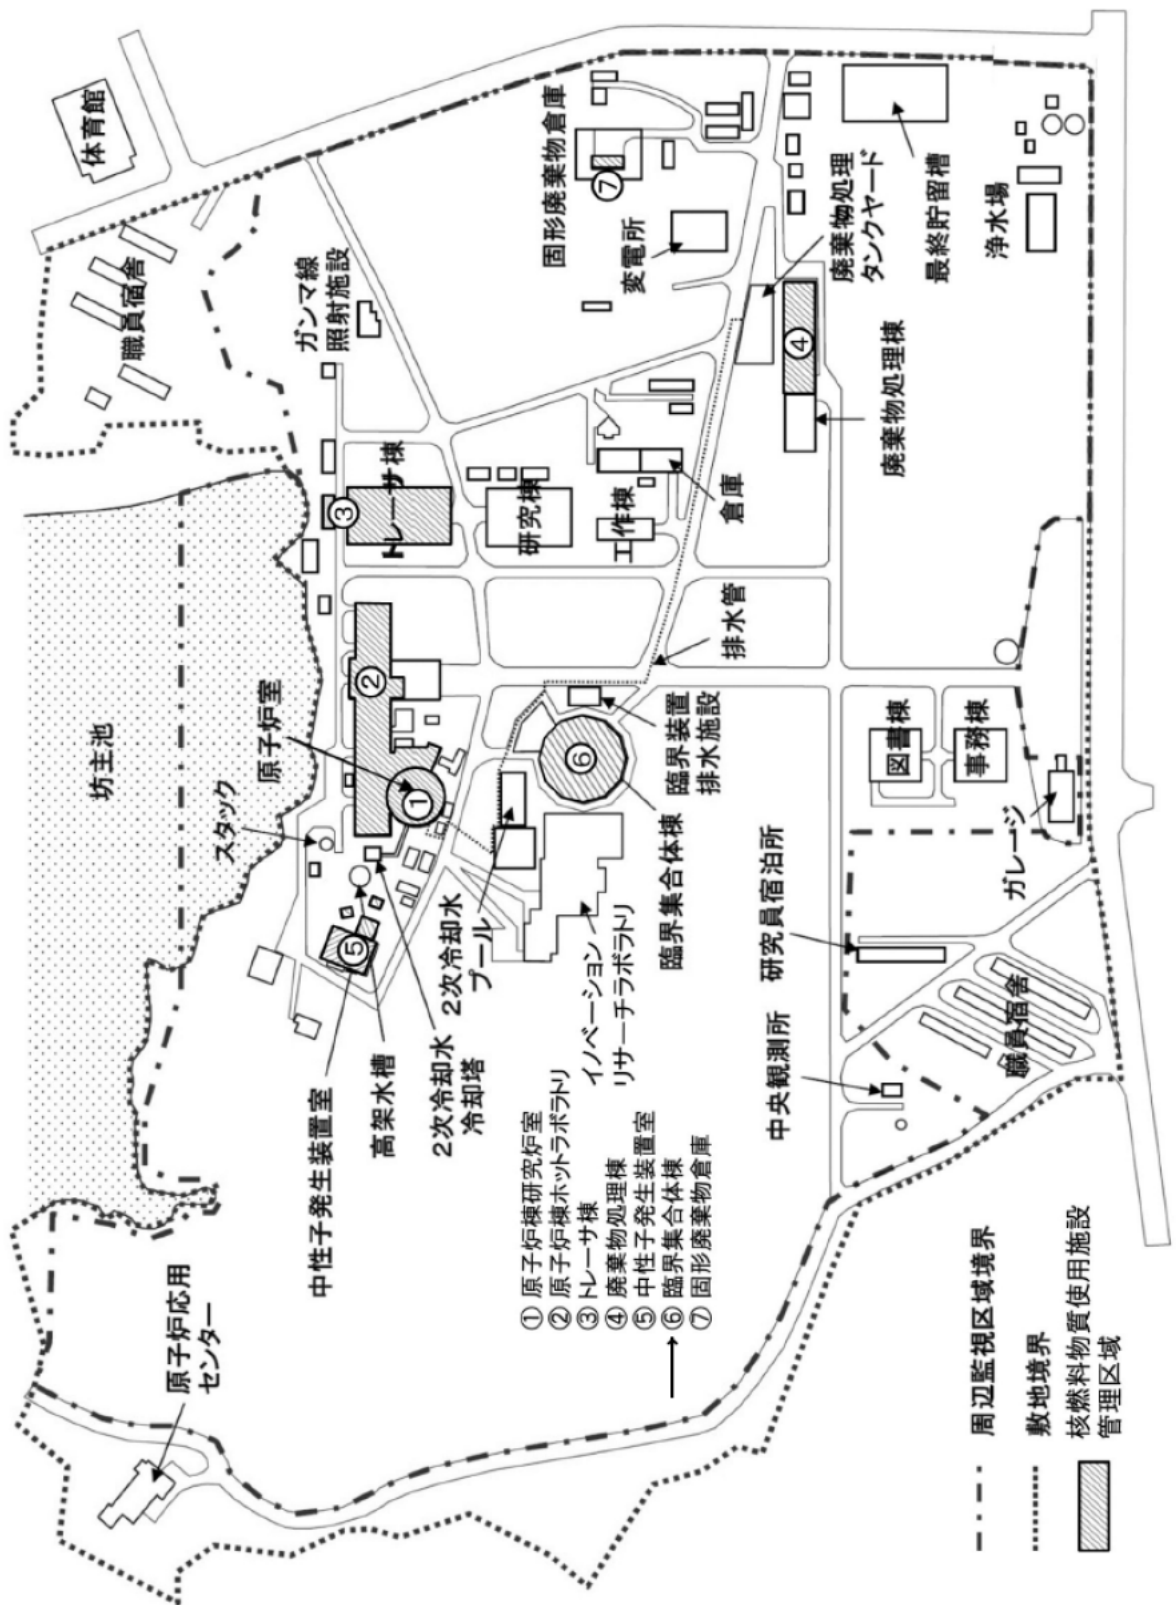 体育館
職員宿舎
ガンマ線
照射施設
固形廃棄物倉庫
⑦
変電所
廃棄物処理
タンクヤード
最終貯留槽
浄水場
坊主池
③
トレーサ棟
研究棟
工作棟
倉庫
④
廃棄物処理棟
スタック
原子炉室
②
①
⑥
排水管
臨界装置
排水施設
臨界集合体棟
図書棟
事務棟
ガレージ
⑤
中性子発生装置室
高架水槽
2次冷却水
冷却塔
2次冷却水
プール
イノベーション
リサーチラボラトリ
研究員宿泊所
中央観測所
職員宿舎
原子炉応用
センター
① 原子炉棟研究炉室
② 原子炉棟ホットラボラトリ
③ トレーサ棟
④ 廃棄物処理棟
⑤ 中性子発生装置室
⑥ 臨界集合体棟
⑦ 固形廃棄物倉庫
周辺監視区域境界
敷地境界
核燃料物質使用施設
管理区域